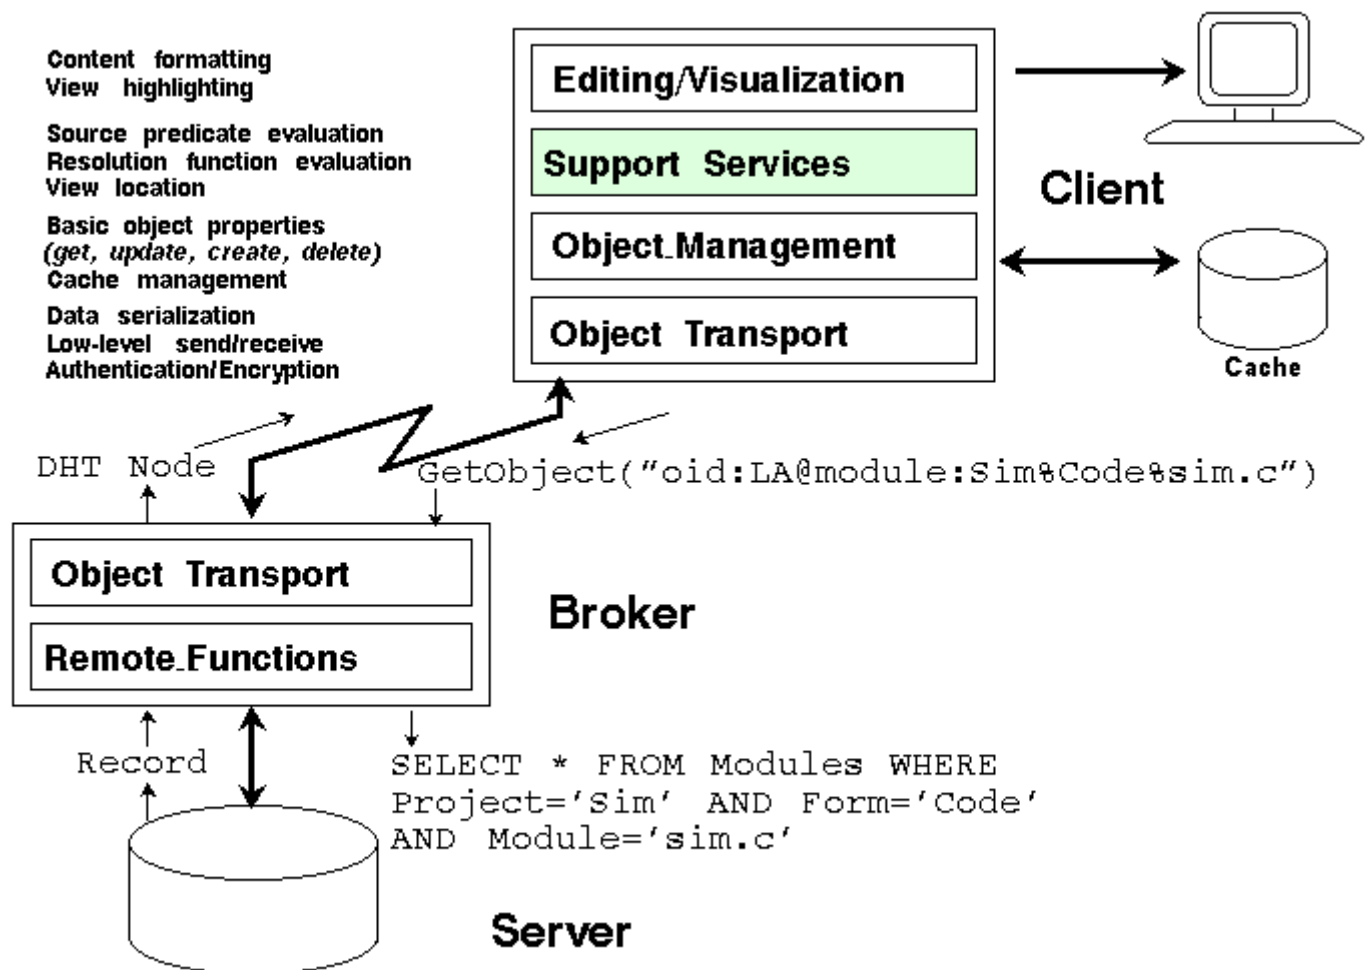 Content formatting
View highlighting
Source predicate evaluation
Resolution function evaluation
View location
Basic object properties
(get, update, create, delete)
Cache management
Data serialization
Low-level send/receive
Authentication/Encryption
Editing/Visualization
Support Services
Object Management
Object Transport
Client
Cache
DHT Node
GetObject("oid:LA@module:Sim%Code%sim.c")
Object Transport
Remote Functions
Broker
Record
SELECT * FROM Modules WHERE
Project='Sim' AND Form='Code'
AND Module='sim.c'
Server